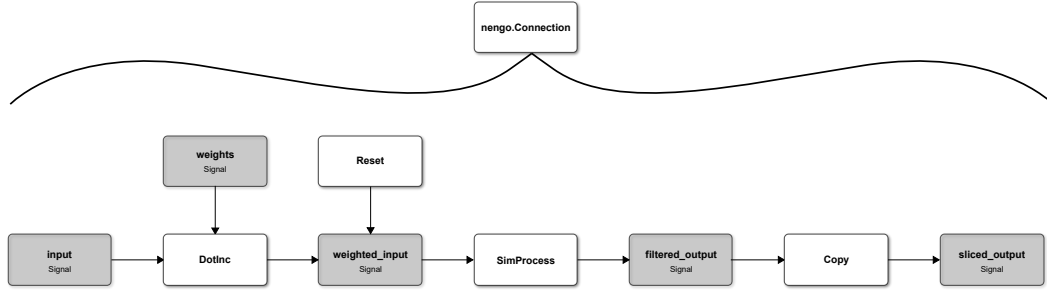 nengo.Connection
weights
Signal
Reset
input
Signal
DotInc
weighted_input
Signal
SimProcess
filtered_output
Signal
Copy
sliced_output
Signal